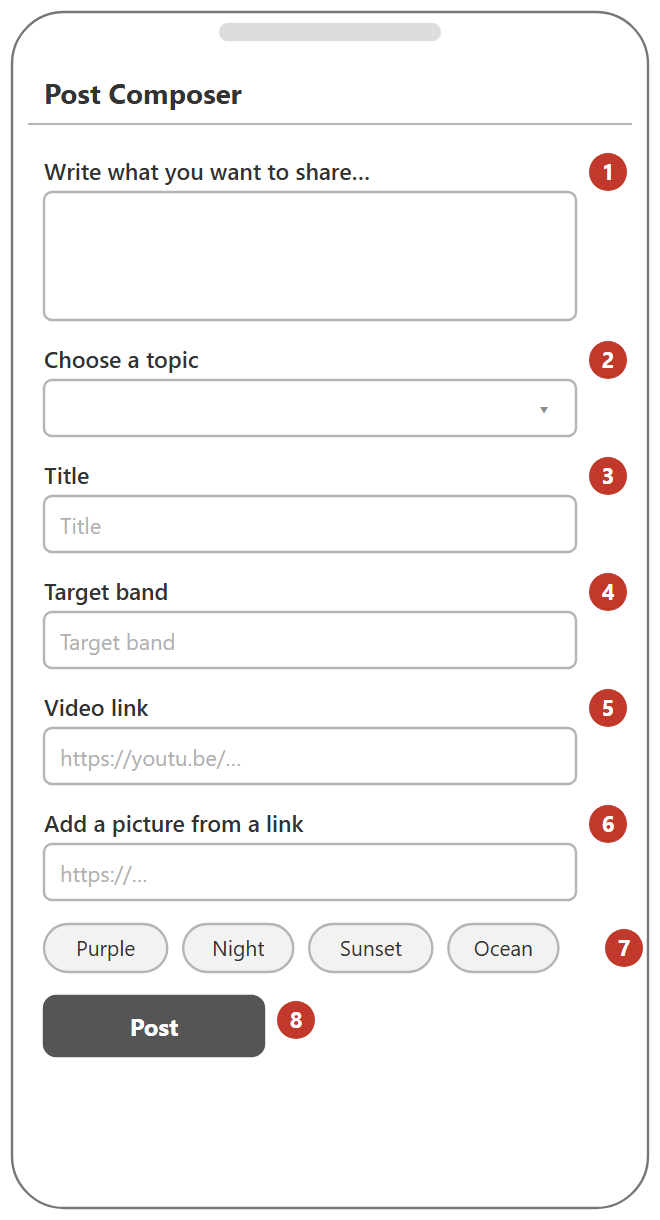 Post Composer
Write what you want to share...
1
Choose a topic
2
▾
Title
3
Title
Target band
4
Target band
Video link
5
https://youtu.be/...
Add a picture from a link
6
https://...
Purple Night Sunset Ocean
7
Post
8